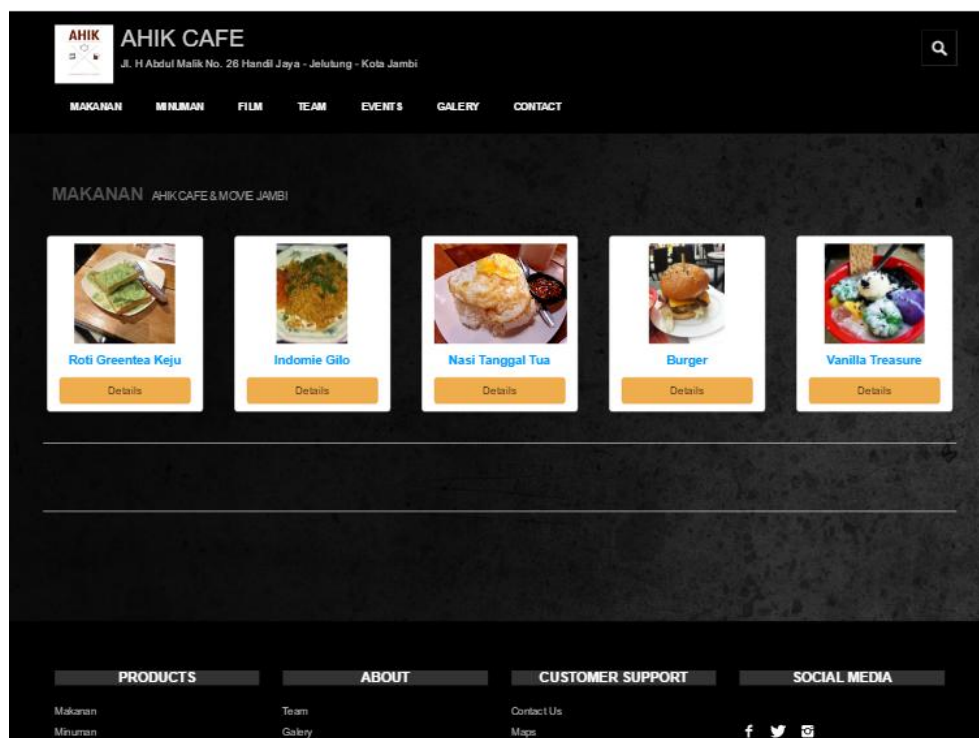 AHIK
AHIK CAFE
Jl. H Abdul Malik No. 26 Handil Jaya - Jelutung - Kota Jambi
MAKANAN MINUMAN FILM TEAM EVENTS GALERY CONTACT
MAKANAN AHIK CAFE & MOVIE JAMBI
Roti Greentea Keju Indomie Gilo Nasi Tanggal Tua Burger Vanilla Treasure
Details Details Details Details Details
PRODUCTS ABOUT CUSTOMER SUPPORT SOCIAL MEDIA
Makanan Team Contact Us
Minuman Galery Maps